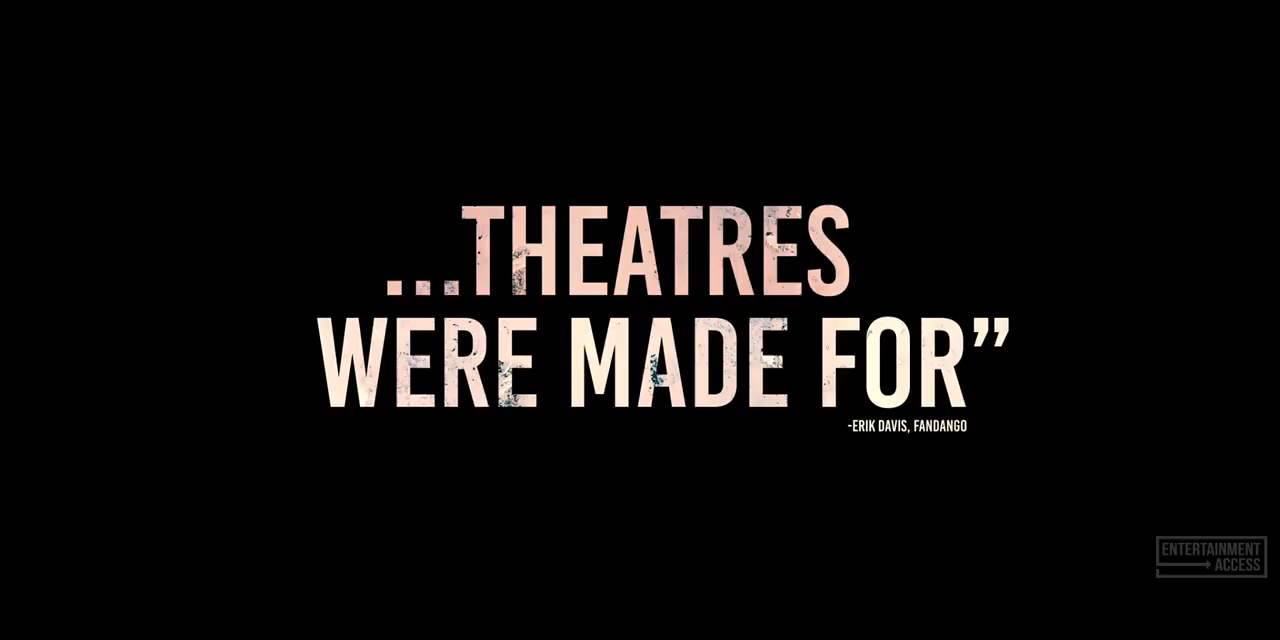 ...THEATRES
WERE MADE FOR”
-ERIK DAVIS, FANDANGO
ENTERTAINMENT
ACCESS